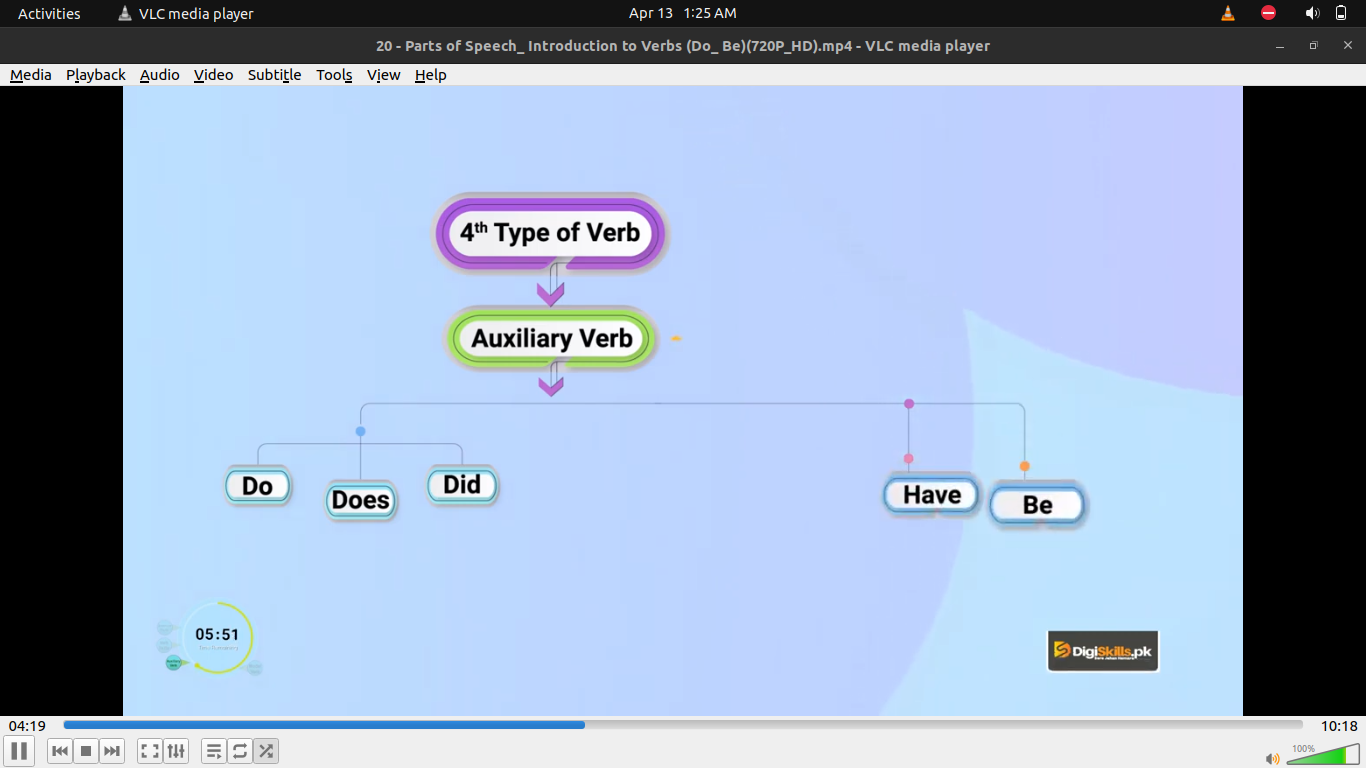 Activities
VLC media player
Apr 13 1:25 AM
20 - Parts of Speech_ Introduction to Verbs (Do_ Be)(720P_HD).mp4 - VLC media player
Media Playback Audio Video Subtitle Tools View Help
4th Type of Verb
Auxiliary Verb
Do
Does
Did
Have
Be
05:51
DigiSkills.pk
04:19
10:18
100%